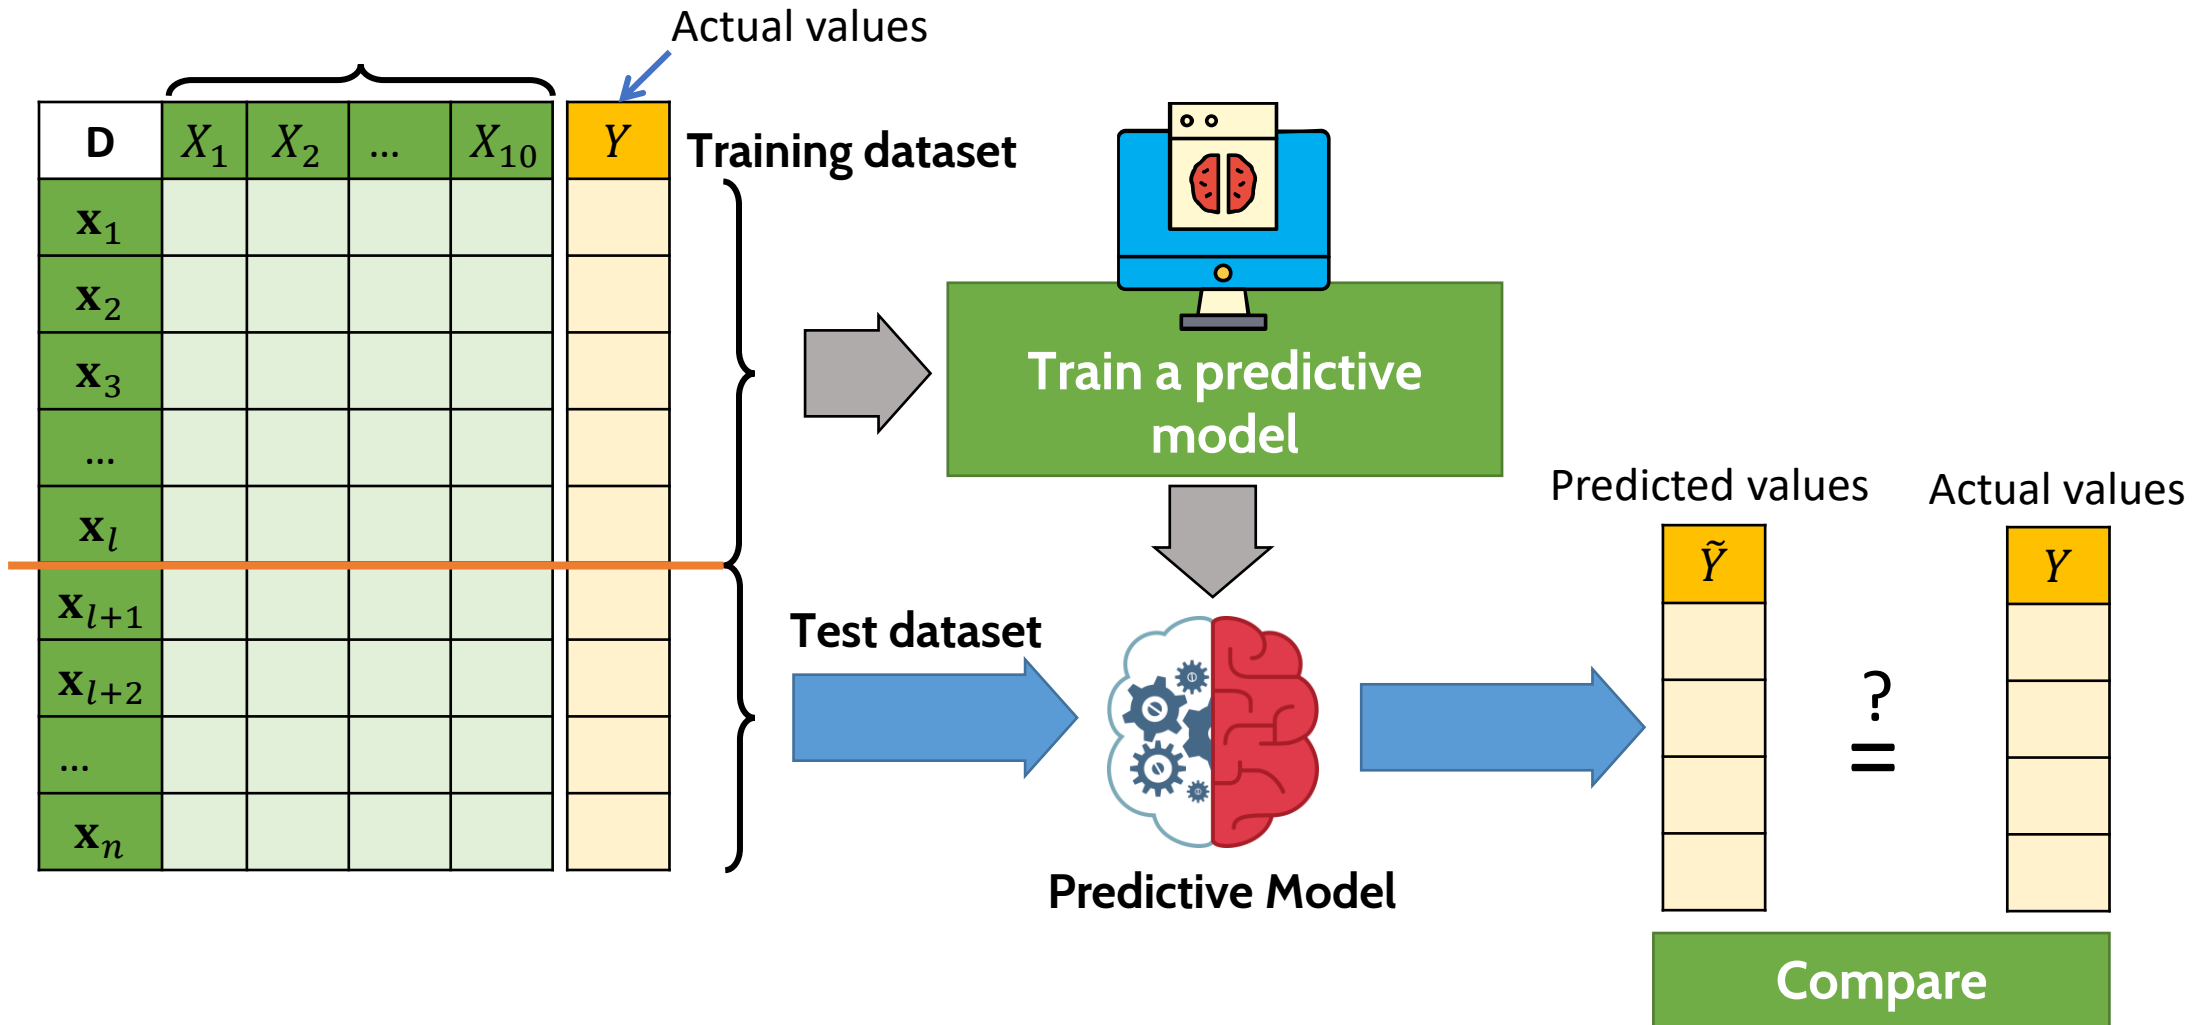 Actual values
D X₁ X₂ ... X₁₀ Y
Training dataset
x₁
x₂
x₃
...
xₗ
xₗ₊₁
xₗ₊₂
...
xₙ
Train a predictive
model
Test dataset
Predictive Model
Predicted values
Actual values
Ỹ Y
?
=
Compare